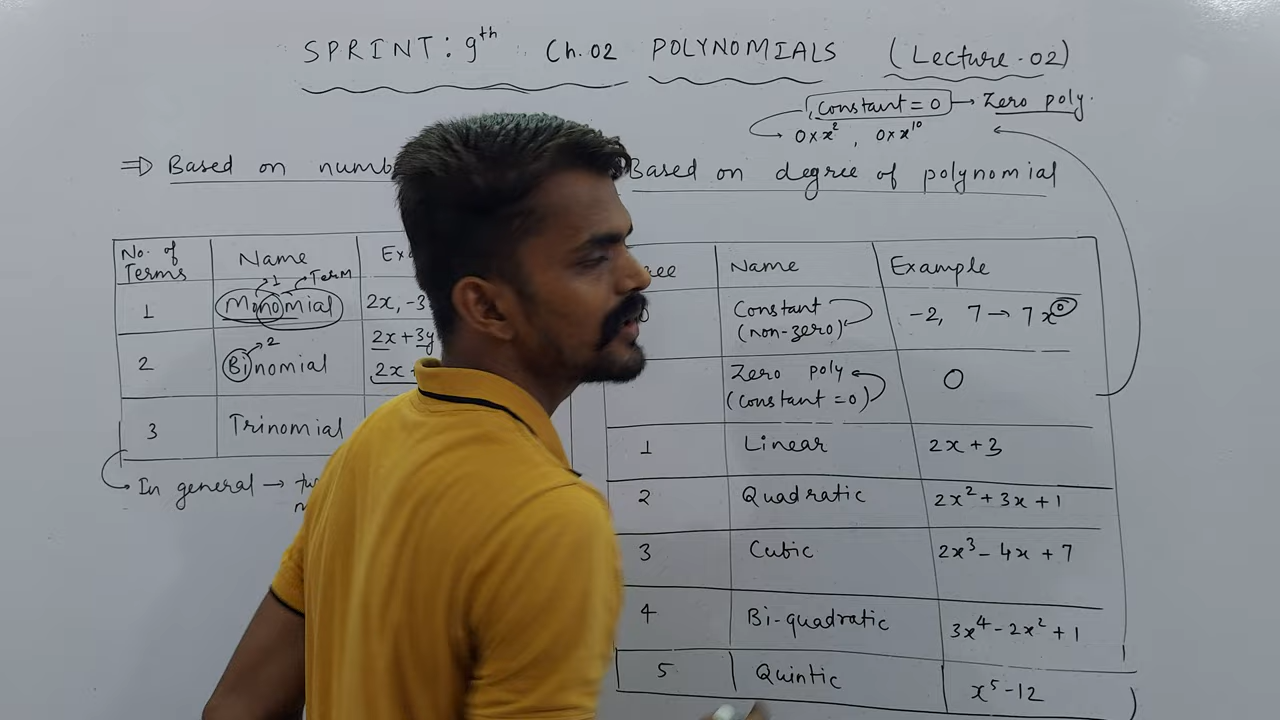 SPRINT: 9th Ch. 02 POLYNOMIALS (Lecture-02)
Constant = 0 → Zero poly.
0×x², 0×x¹⁰
⇒ Based on
Based on degree of polynomial
No. of Terms Name
1 Monomial 2x, -3
1 Term
2 Binomial 2x+3y
2
2x
3 Trinomial
In general →
Name Example
Constant (non-zero) -2, 7 → 7x⁰
Zero poly (constant = 0) 0
1 Linear 2x+3
2 Quadratic 2x²+3x+1
3 Cubic 2x³-4x+7
4 Bi-quadratic 3x⁴-2x²+1
5 Quintic x⁵-12